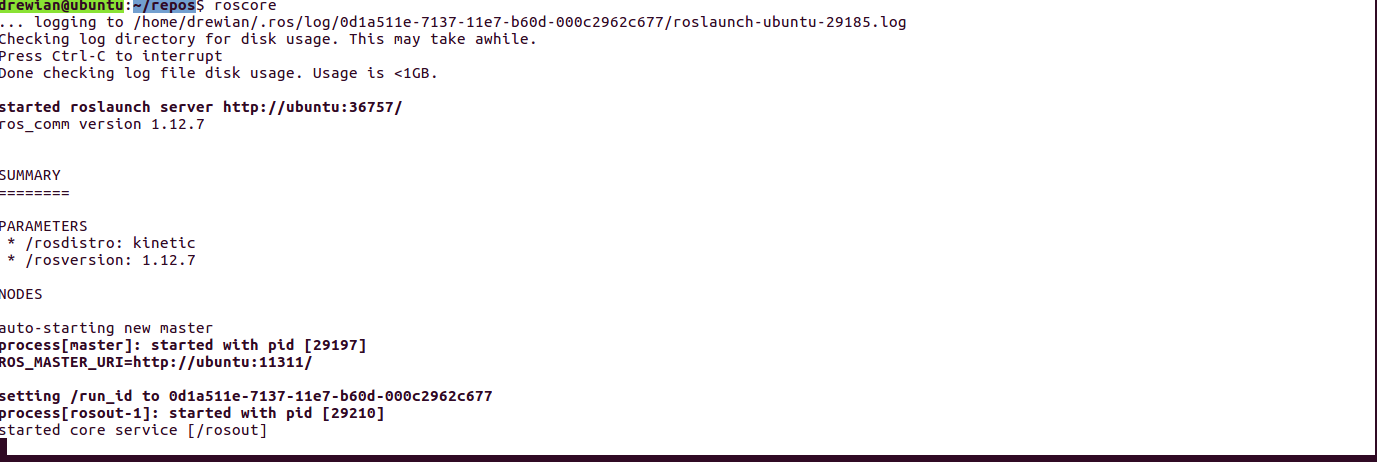 drewian@ubuntu:~/repos$ roscore
... logging to /home/drewian/.ros/log/0d1a511e-7137-11e7-b60d-000c2962c677/roslaunch-ubuntu-29185.log
Checking log directory for disk usage. This may take awhile.
Press Ctrl-C to interrupt
Done checking log file disk usage. Usage is <1GB.

started roslaunch server http://ubuntu:36757/
ros_comm version 1.12.7

SUMMARY
========

PARAMETERS
 * /rosdistro: kinetic
 * /rosversion: 1.12.7

NODES

auto-starting new master
process[master]: started with pid [29197]
ROS_MASTER_URI=http://ubuntu:11311/

setting /run_id to 0d1a511e-7137-11e7-b60d-000c2962c677
process[rosout-1]: started with pid [29210]
started core service [/rosout]